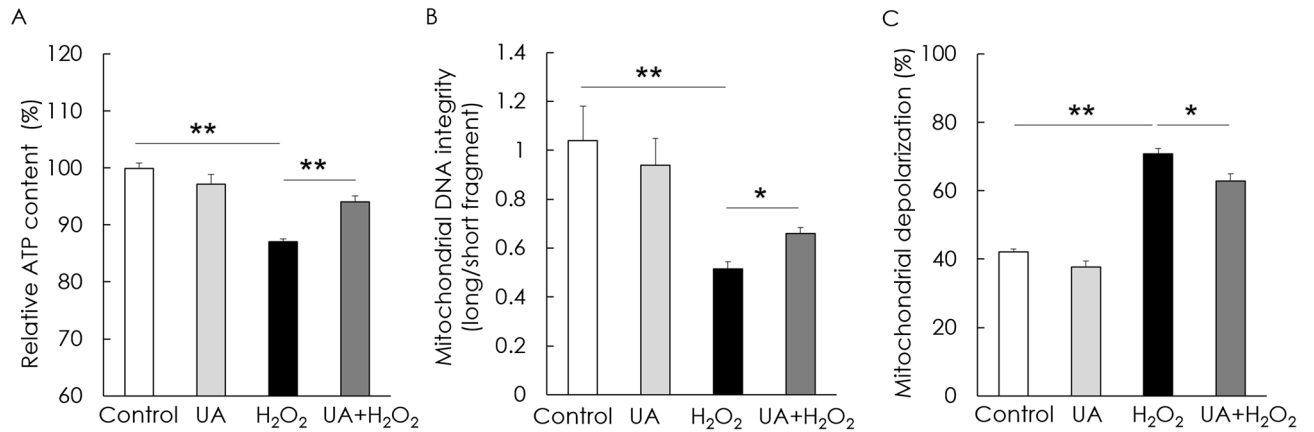 A
Relative ATP content (%)
120
110
100
90
80
70
60
**
**
Control UA H₂O₂ UA+H₂O₂
B
Mitochondrial DNA integrity
(long/short fragment)
1.4
1.2
1
0.8
0.6
0.4
0.2
0
**
*
Control UA H₂O₂ UA+H₂O₂
C
Mitochondrial depolarization (%)
100
80
60
40
20
0
**
*
Control UA H₂O₂ UA+H₂O₂